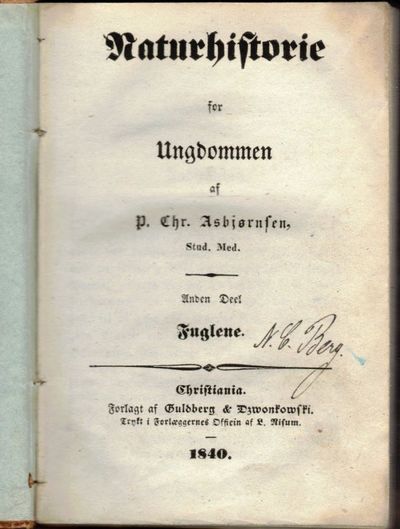 Naturhistorie
for
Ungdommen
af
P. Chr. Asbjørnsen,
Stud. Med.
Anden Deel
Fuglene.
N. C. Berg.
Christiania.
Forlagt af Guldberg & Dzwonkowski.
Trykt i Forlæggernes Officin af L. Risum.
1840.